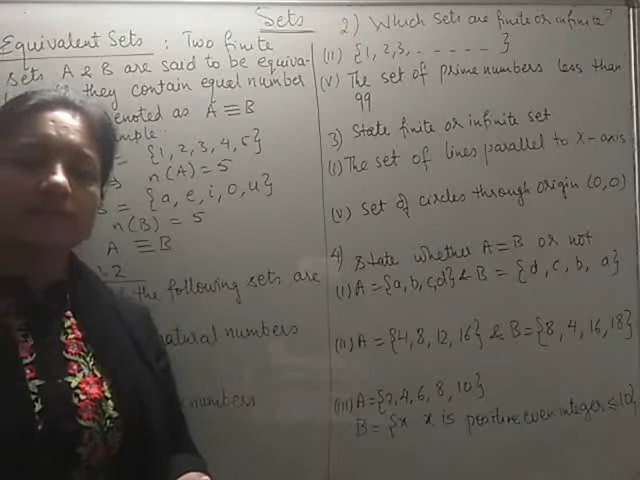 Sets
Equivalent Sets : Two finite
sets A & B are said to be equiva-
they contain equal number
denoted as A ≡ B
{1, 2, 3, 4, 5}
n(A) = 5
= {a, e, i, o, u}
n(B) = 5
A ≡ B
the following sets are
natural numbers
numbers
2) Which sets are finite or infinite?
(ii) {1, 2, 3, - - - - - }
(v) The set of prime numbers less than
99
3) State finite or infinite set
(i) The set of lines parallel to x-axis
(v) Set of circles through origin (0,0)
4) State whether A = B or not
(i) A = {a, b, c, d} & B = {d, c, b, a}
(ii) A = {4, 8, 12, 16} & B = {8, 4, 16, 18}
(iii) A = {2, 4, 6, 8, 10}
B = {x x is positive even integer ≤ 10}